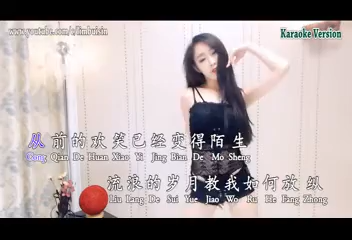 www.youtube.com/c/limbuisin
Karaoke Version
从前的欢笑已经变得陌生
Cong Qian De Huan Xiao Yi Jing Bian De Mo Sheng
流浪的岁月教我如何放纵
Liu Lang De Sui Yue Jiao Wo Ru He Fang Zhong